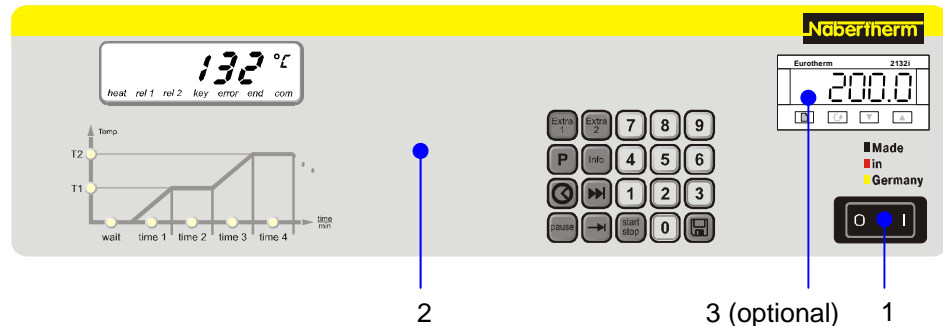 Nabertherm
132 °C
heat rel 1 rel 2 key error end com
Eurotherm 2132i
200.0
Temp.
T2
T1
wait time 1 time 2 time 3 time 4
time
min
Extra 1 Extra 2 7 8 9
P Info 4 5 6
1 2 3
pause start stop 0
Made
in
Germany
O I
2 3 (optional) 1